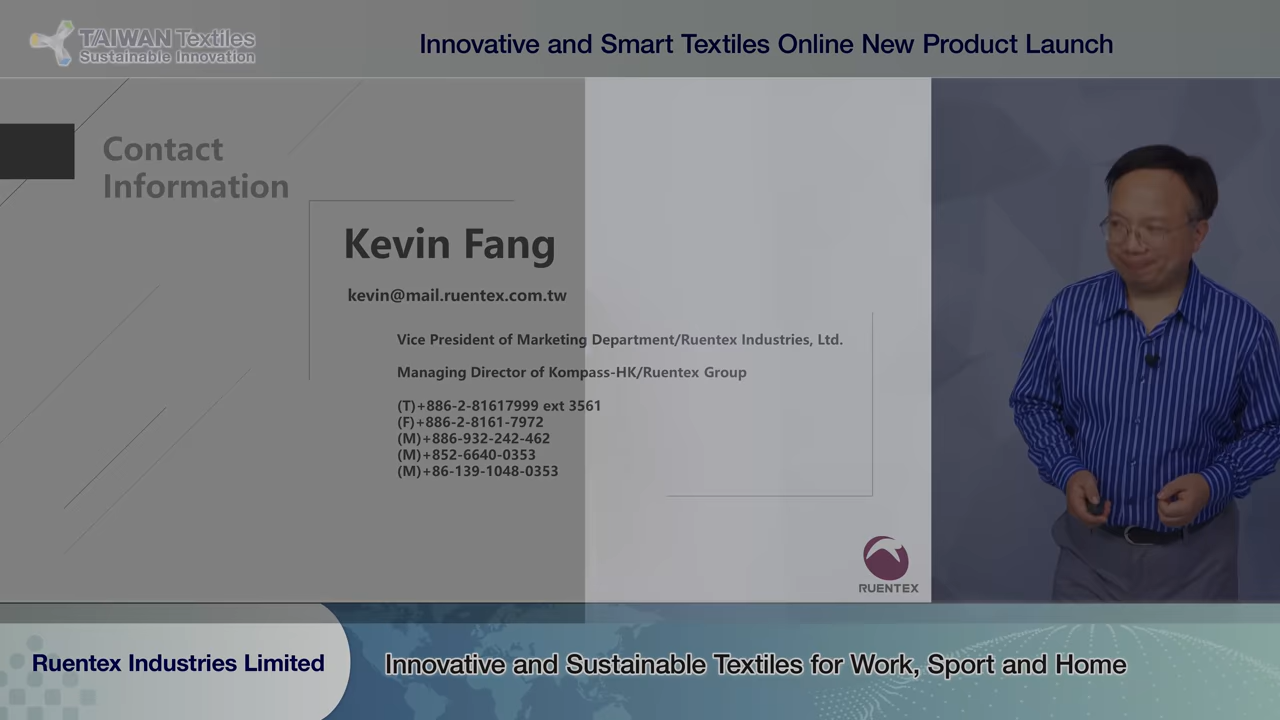 TAIWAN Textiles
Sustainable Innovation
Innovative and Smart Textiles Online New Product Launch
Contact
Information
Kevin Fang
kevin@mail.ruentex.com.tw
Vice President of Marketing Department/Ruentex Industries, Ltd.
Managing Director of Kompass-HK/Ruentex Group
(T)+886-2-81617999 ext 3561
(F)+886-2-8161-7972
(M)+886-932-242-462
(M)+852-6640-0353
(M)+86-139-1048-0353
RUENTEX
Ruentex Industries Limited
Innovative and Sustainable Textiles for Work, Sport and Home